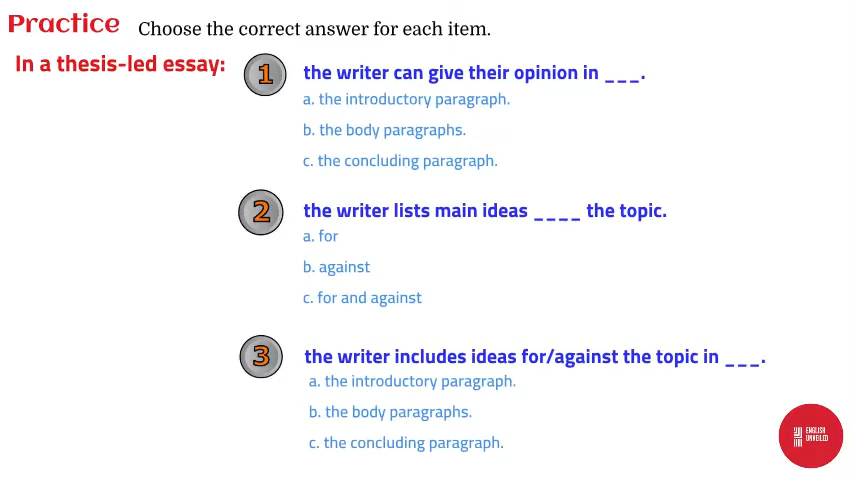 Practice Choose the correct answer for each item.
In a thesis-led essay:
1 the writer can give their opinion in ___.
a. the introductory paragraph.
b. the body paragraphs.
c. the concluding paragraph.
2 the writer lists main ideas ____ the topic.
a. for
b. against
c. for and against
3 the writer includes ideas for/against the topic in ___.
a. the introductory paragraph.
b. the body paragraphs.
c. the concluding paragraph.
ENGLISH
UNVEILED